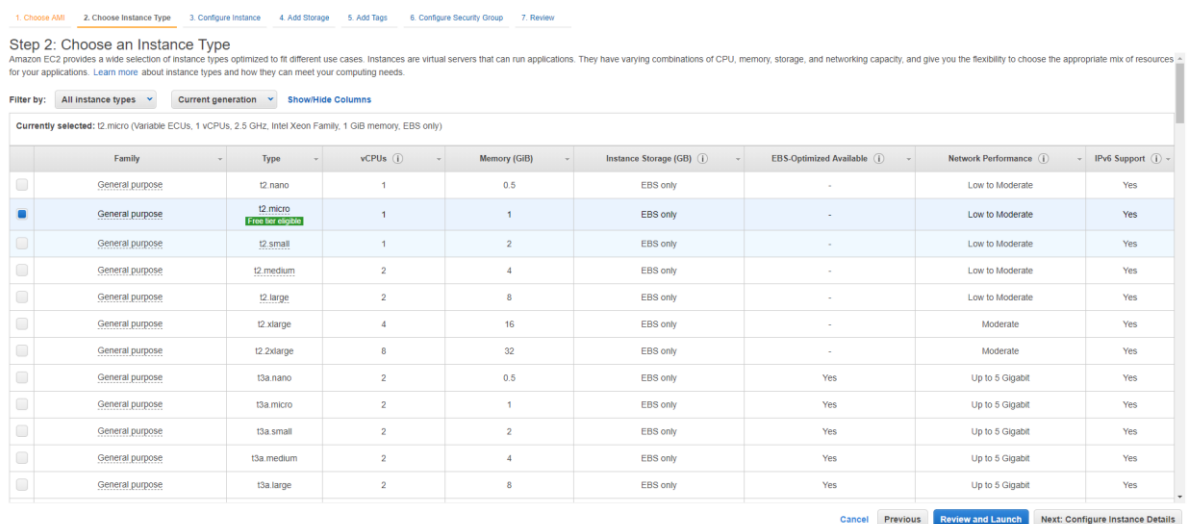 1. Choose AMI 2. Choose Instance Type 3. Configure Instance 4. Add Storage 5. Add Tags 6. Configure Security Group 7. Review
Step 2: Choose an Instance Type
Amazon EC2 provides a wide selection of instance types optimized to fit different use cases. Instances are virtual servers that can run applications. They have varying combinations of CPU, memory, storage, and networking capacity, and give you the flexibility to choose the appropriate mix of resources
for your applications. Learn more about instance types and how they can meet your computing needs.
Filter by: All instance types Current generation Show/Hide Columns
Currently selected: t2.micro (Variable ECUs, 1 vCPUs, 2.5 GHz, Intel Xeon Family, 1 GiB memory, EBS only)
Family Type vCPUs Memory (GiB) Instance Storage (GB) EBS-Optimized Available Network Performance IPv6 Support
General purpose t2.nano 1 0.5 EBS only - Low to Moderate Yes
General purpose t2.micro 1 1 EBS only - Low to Moderate Yes
Free tier eligible
General purpose t2.small 1 2 EBS only - Low to Moderate Yes
General purpose t2.medium 2 4 EBS only - Low to Moderate Yes
General purpose t2.large 2 8 EBS only - Low to Moderate Yes
General purpose t2.xlarge 4 16 EBS only - Moderate Yes
General purpose t2.2xlarge 8 32 EBS only - Moderate Yes
General purpose t3a.nano 2 0.5 EBS only Yes Up to 5 Gigabit Yes
General purpose t3a.micro 2 1 EBS only Yes Up to 5 Gigabit Yes
General purpose t3a.small 2 2 EBS only Yes Up to 5 Gigabit Yes
General purpose t3a.medium 2 4 EBS only Yes Up to 5 Gigabit Yes
General purpose t3a.large 2 8 EBS only Yes Up to 5 Gigabit Yes
Cancel Previous Review and Launch Next: Configure Instance Details